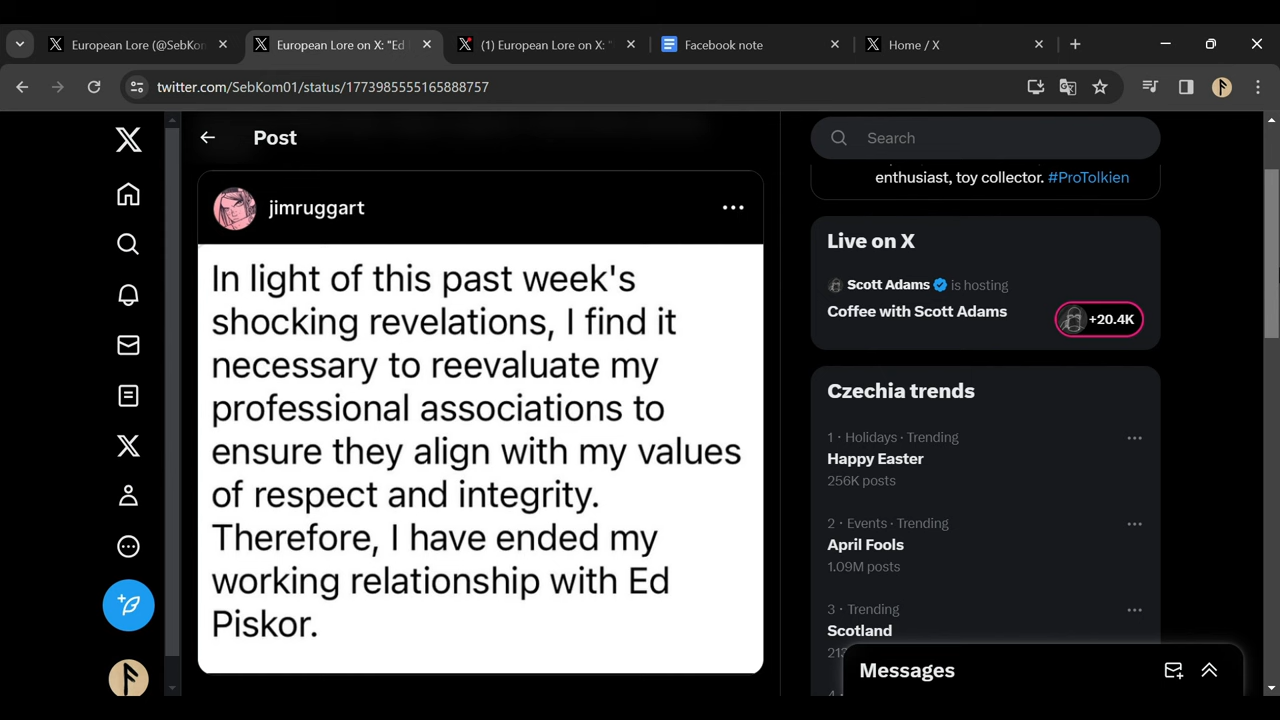 European Lore (@SebKom
European Lore on X: "Ed
(1) European Lore on X: "
Facebook note
Home / X
twitter.com/SebKom01/status/1773985555165888757
Post
Search
enthusiast, toy collector. #ProTolkien
jimruggart
In light of this past week's
shocking revelations, I find it
necessary to reevaluate my
professional associations to
ensure they align with my values
of respect and integrity.
Therefore, I have ended my
working relationship with Ed
Piskor.
Live on X
Scott Adams is hosting
Coffee with Scott Adams
+20.4K
Czechia trends
1 · Holidays · Trending
Happy Easter
256K posts
2 · Events · Trending
April Fools
1.09M posts
3 · Trending
Scotland
Messages